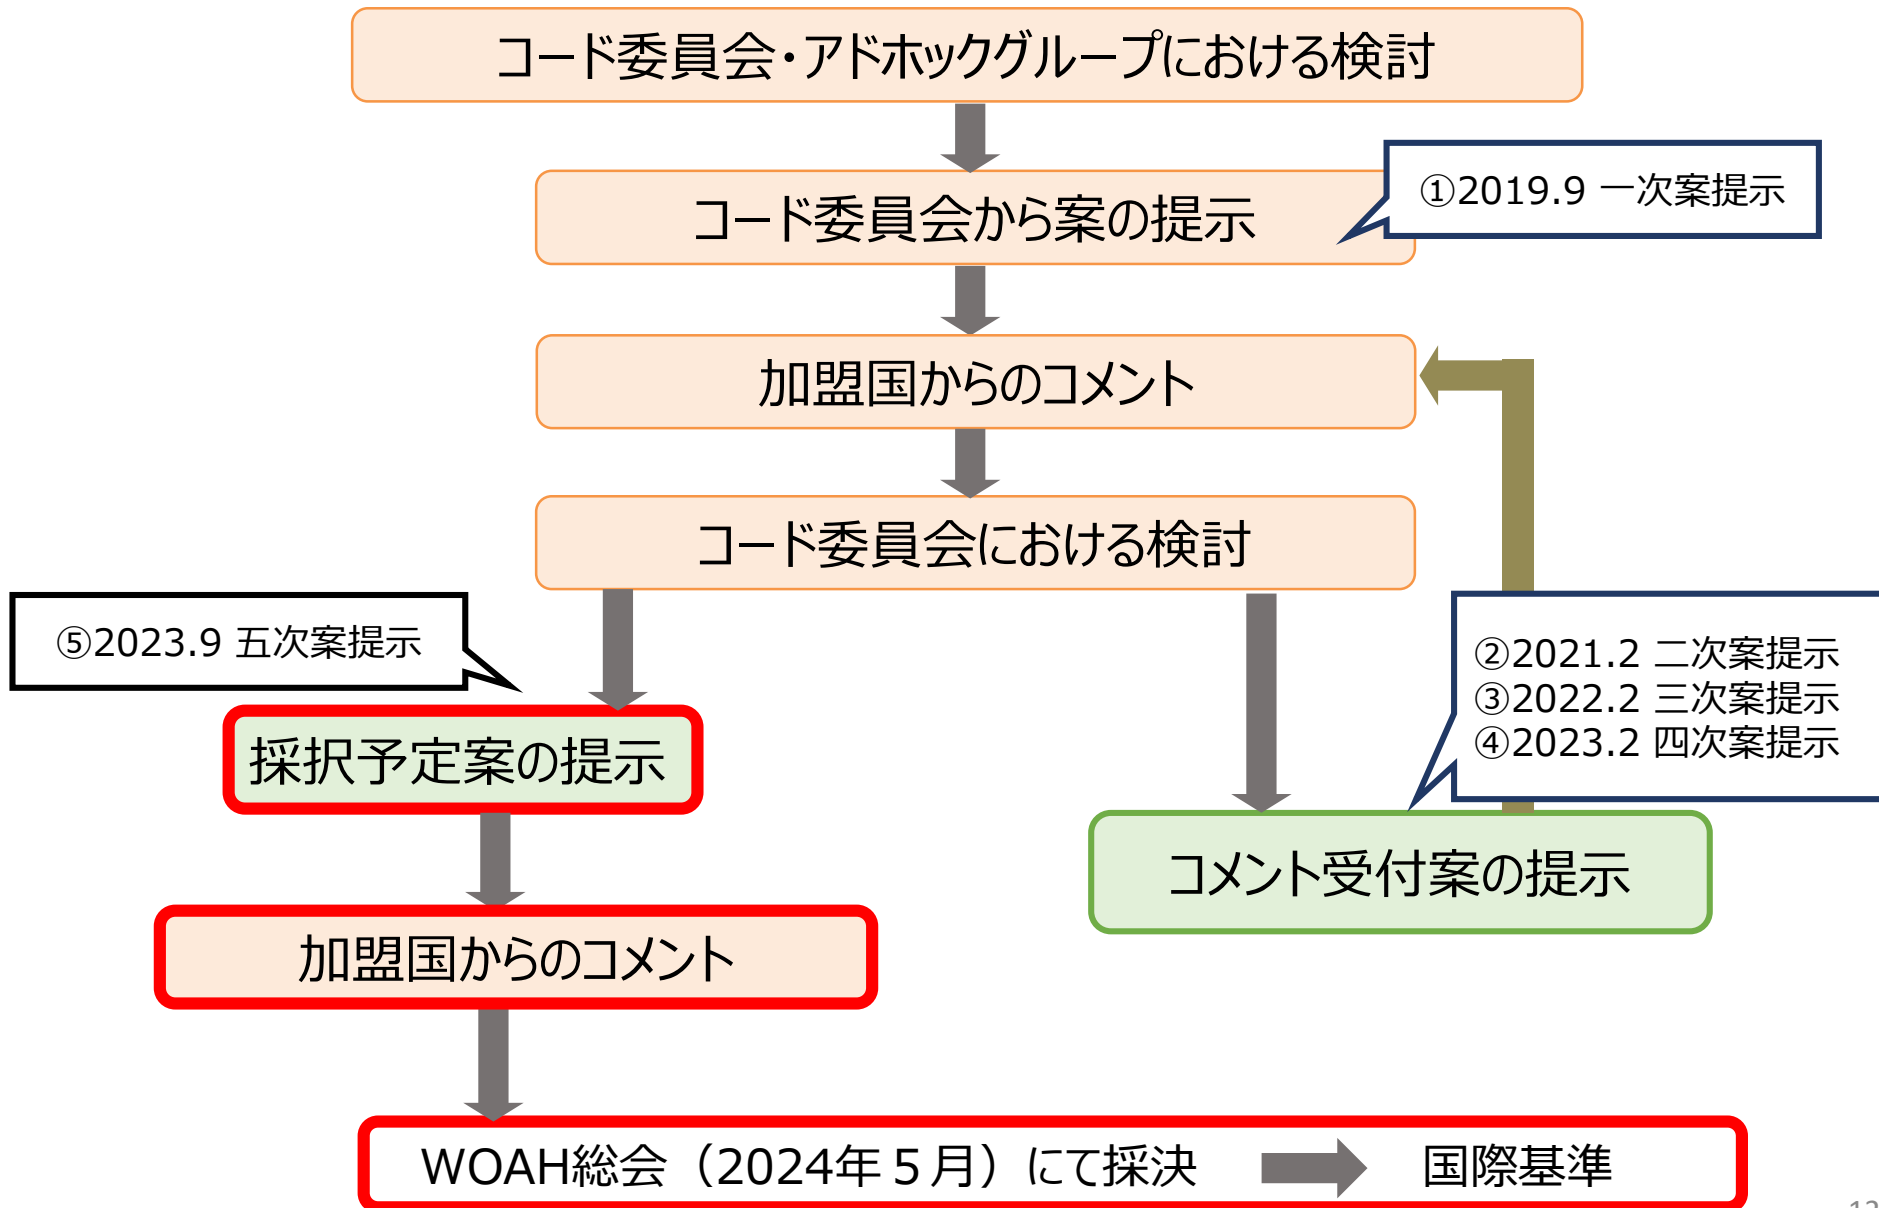 コード委員会・アドホックグループにおける検討
コード委員会から案の提示
①2019.9 一次案提示
加盟国からのコメント
コード委員会における検討
⑤2023.9 五次案提示
②2021.2 二次案提示
③2022.2 三次案提示
④2023.2 四次案提示
採択予定案の提示
コメント受付案の提示
加盟国からのコメント
WOAH総会（2024年５月）にて採決 国際基準